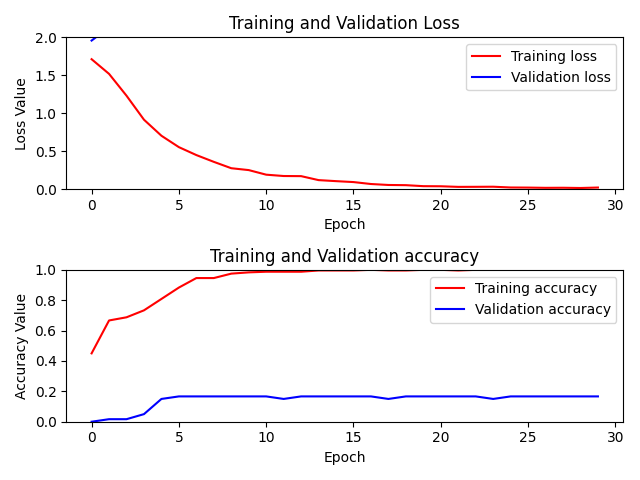 Training and Validation Loss
2.0
1.5
1.0
0.5
0.0
Loss Value
Training loss
Validation loss
0 5 10 15 20 25 30
Epoch
Training and Validation accuracy
1.0
0.8
0.6
0.4
0.2
0.0
Accuracy Value
Training accuracy
Validation accuracy
0 5 10 15 20 25 30
Epoch